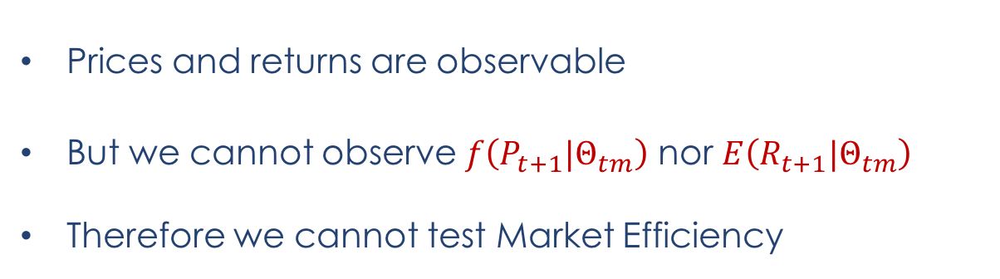 • Prices and returns are observable
• But we cannot observe f(Pₜ₊₁|Θₜₘ) nor E(Rₜ₊₁|Θₜₘ)
• Therefore we cannot test Market Efficiency